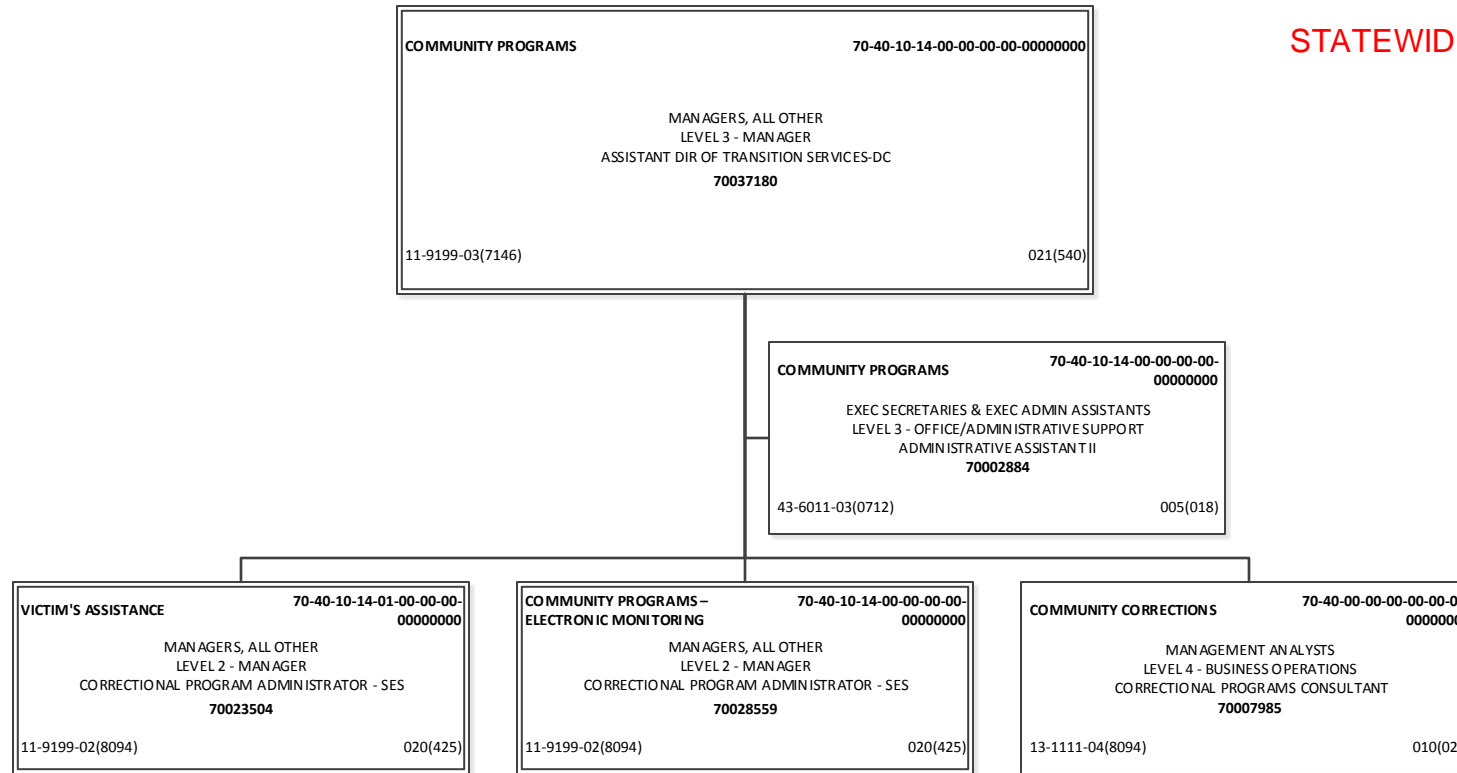 STATEWID
COMMUNITY PROGRAMS 70-40-10-14-00-00-00-00-00000000
MANAGERS, ALL OTHER
LEVEL 3 - MANAGER
ASSISTANT DIR OF TRANSITION SERVICES-DC
70037180
11-9199-03(7146) 021(540)
COMMUNITY PROGRAMS 70-40-10-14-00-00-00-00-
00000000
EXEC SECRETARIES & EXEC ADMIN ASSISTANTS
LEVEL 3 - OFFICE/ADMINISTRATIVE SUPPORT
ADMINISTRATIVE ASSISTANT II
70002884
43-6011-03(0712) 005(018)
VICTIM'S ASSISTANCE 70-40-10-14-01-00-00-00-
00000000
MANAGERS, ALL OTHER
LEVEL 2 - MANAGER
CORRECTIONAL PROGRAM ADMINISTRATOR - SES
70023504
11-9199-02(8094) 020(425)
COMMUNITY PROGRAMS – 70-40-10-14-00-00-00-00-
ELECTRONIC MONITORING 00000000
MANAGERS, ALL OTHER
LEVEL 2 - MANAGER
CORRECTIONAL PROGRAM ADMINISTRATOR - SES
70028559
11-9199-02(8094) 020(425)
COMMUNITY CORRECTIONS 70-40-00-00-00-00-00-0
0000000
MANAGEMENT ANALYSTS
LEVEL 4 - BUSINESS OPERATIONS
CORRECTIONAL PROGRAMS CONSULTANT
70007985
13-1111-04(8094) 010(02